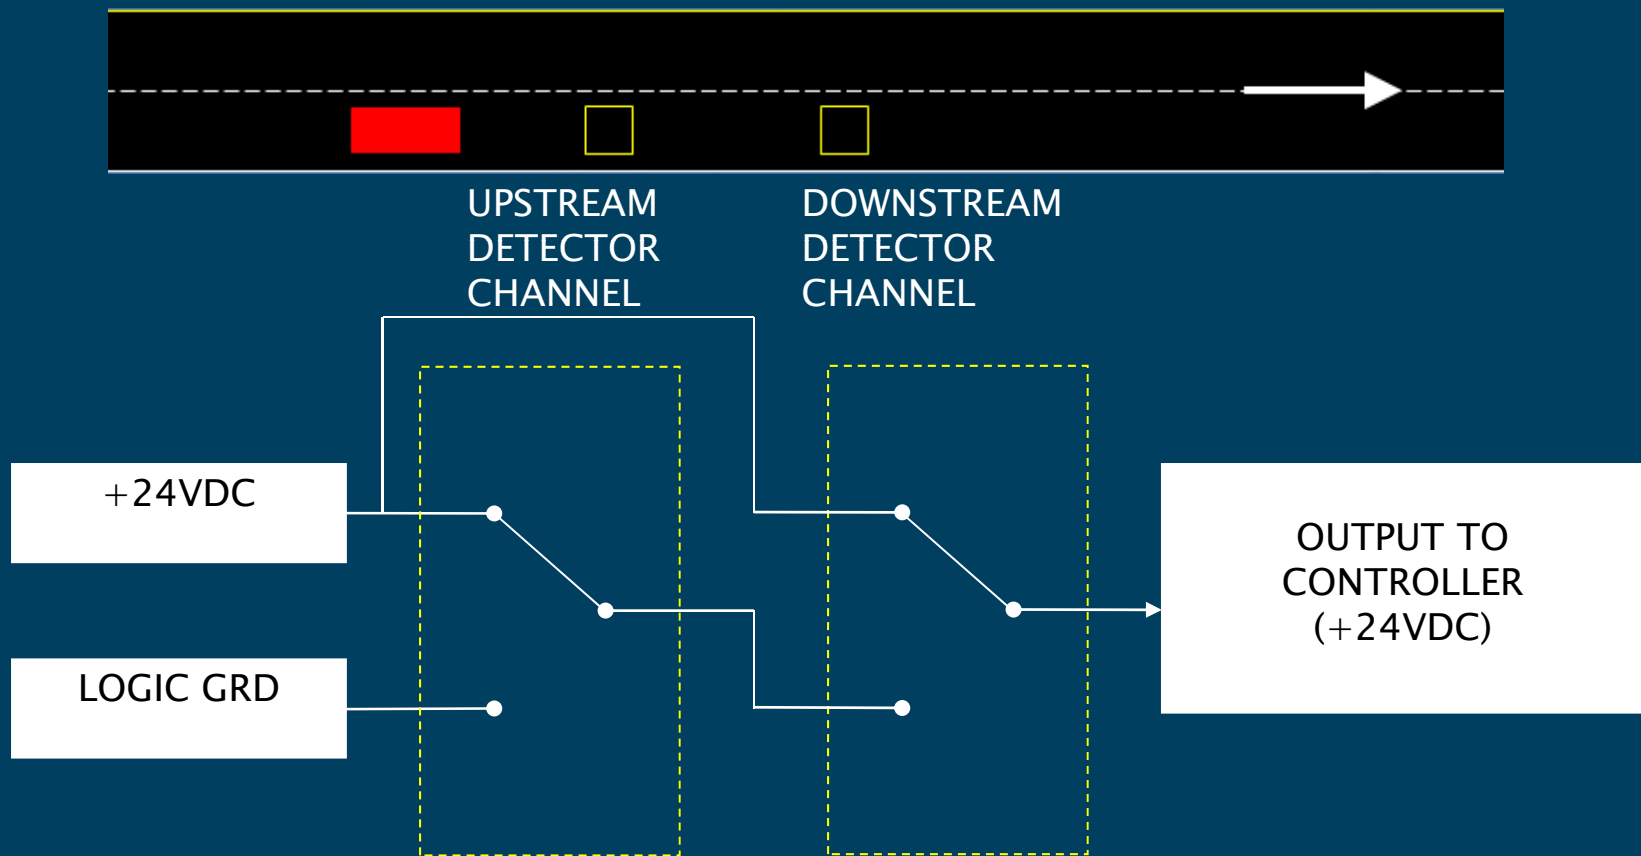 UPSTREAM
DETECTOR
CHANNEL
DOWNSTREAM
DETECTOR
CHANNEL
+24VDC
LOGIC GRD
OUTPUT TO
CONTROLLER
(+24VDC)